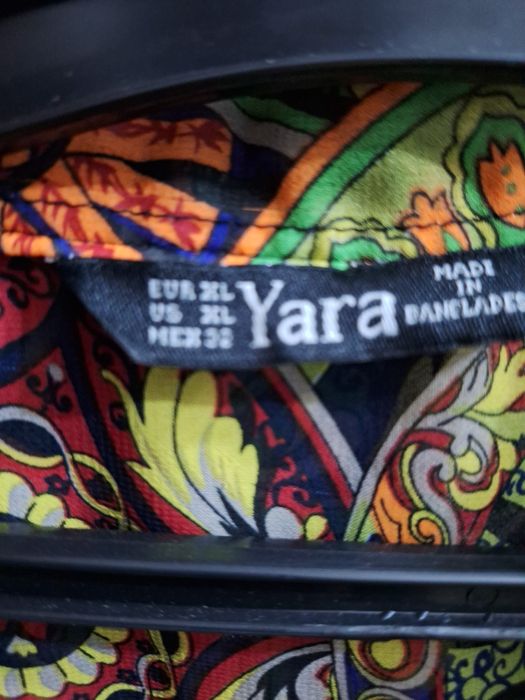 EUR XL
US XL
MEX 32
Yara
MADE
IN
BANGLADES